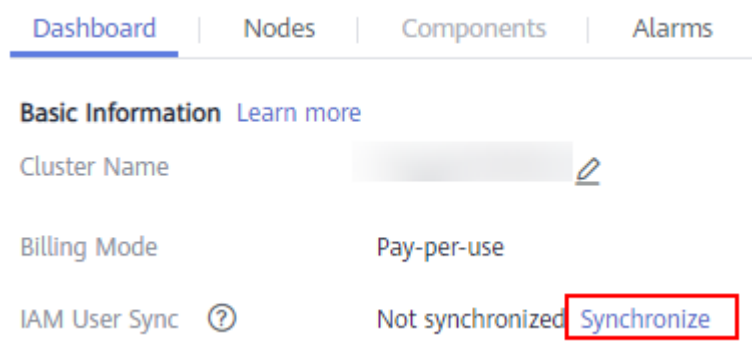 Dashboard Nodes Components Alarms
Basic Information Learn more
Cluster Name
Billing Mode Pay-per-use
IAM User Sync ? Not synchronized Synchronize